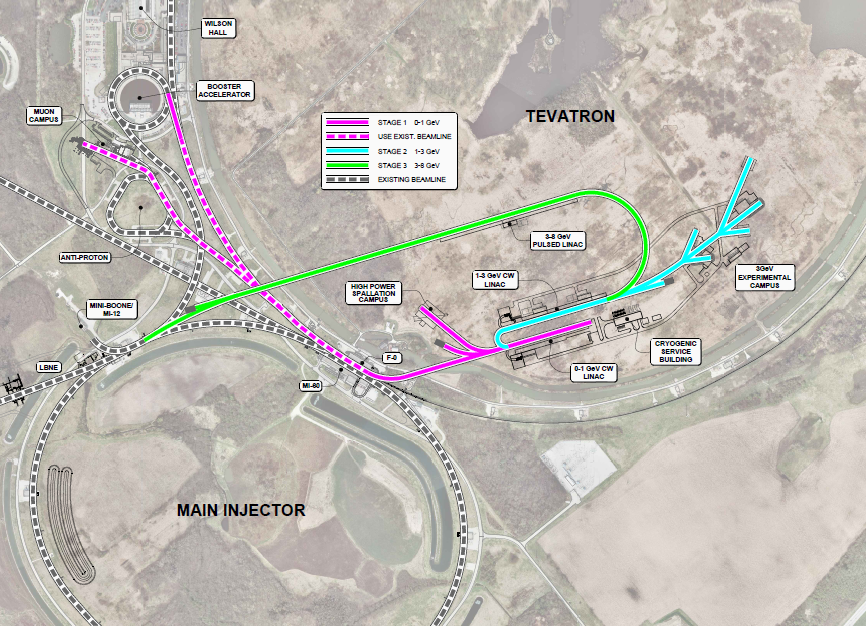 WILSON
HALL
BOOSTER
ACCELERATOR
MUON
CAMPUS
STAGE 1 0-1 GeV
USE EXIST. BEAMLINE
STAGE 2 1-3 GeV
STAGE 3 3-8 GeV
EXISTING BEAMLINE
TEVATRON
ANTI-PROTON
3-8 GeV
PULSED LINAC
1-3 GeV CW
LINAC
3GeV
EXPERIMENTAL
CAMPUS
HIGH POWER
SPALLATION
CAMPUS
MINI-BOONE/
MI-12
CRYOGENIC
SERVICE
BUILDING
F-0
LBNE
0-1 GeV CW
LINAC
MI-60
MAIN INJECTOR